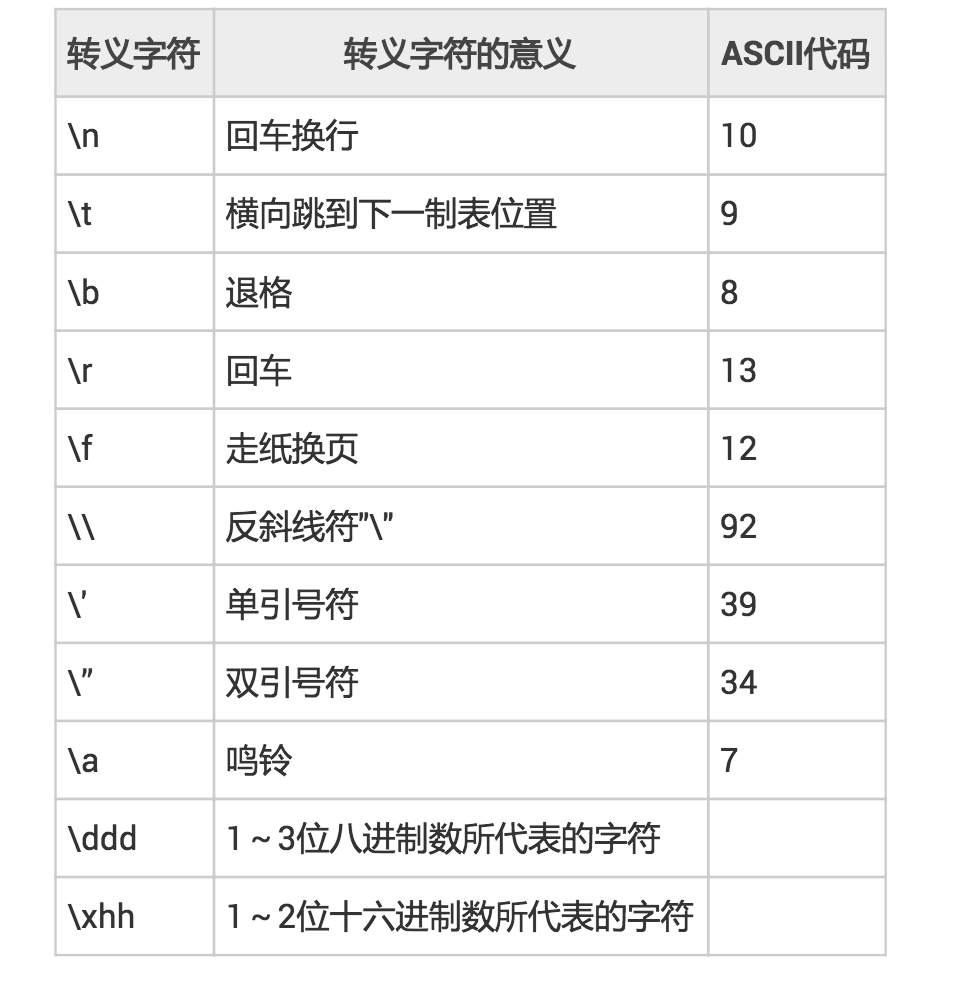 转义字符 转义字符的意义 ASCII代码
\n 回车换行 10
\t 横向跳到下一制表位置 9
\b 退格 8
\r 回车 13
\f 走纸换页 12
\\ 反斜线符"\" 92
\’ 单引号符 39
\” 双引号符 34
\a 鸣铃 7
\ddd 1～3位八进制数所代表的字符
\xhh 1～2位十六进制数所代表的字符